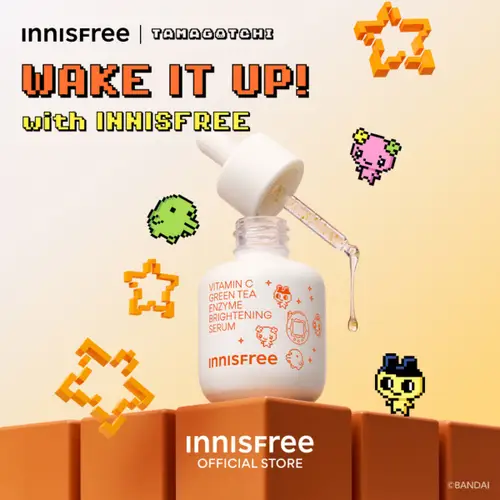 innisfree | TAMAGOTCHI
WAKE IT UP!
with INNISFREE
VITAMIN C
GREEN TEA
ENZYME
BRIGHTENING
SERUM
innisfree
innisfree
OFFICIAL STORE
©BANDAI